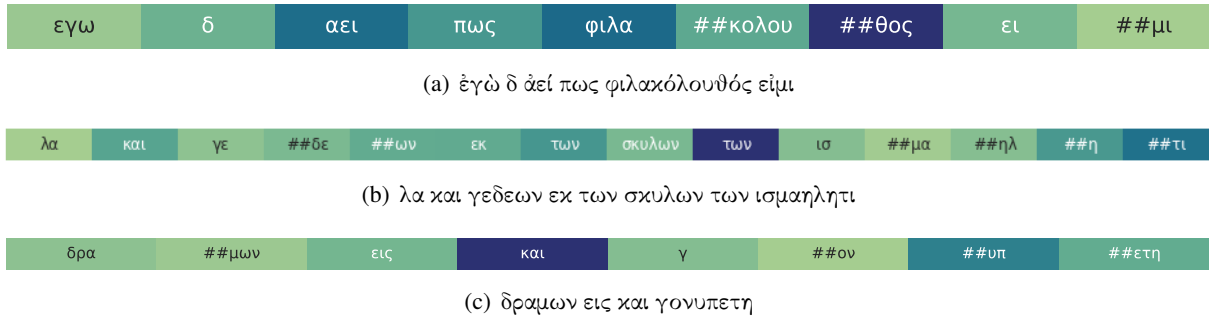 εγω δ αει πως φιλα ##κολου ##θος ει ##μι
(a) ἐγὼ δ ἀεί πως φιλακόλουθός εἰμι
λα και γε ##δε ##ων εκ των σκυλων των ισ ##μα ##ηλ ##η ##τι
(b) λα και γεδεων εκ των σκυλων των ισμαηλητι
δρα ##μων εις και γ ##ον ##υπ ##ετη
(c) δραμων εις και γονυπετη